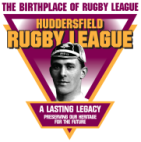 THE BIRTHPLACE OF RUGBY LEAGUE
HUDDERSFIELD
RUGBY LEAGUE
A LASTING LEGACY
PRESERVING OUR HERITAGE
FOR THE FUTURE